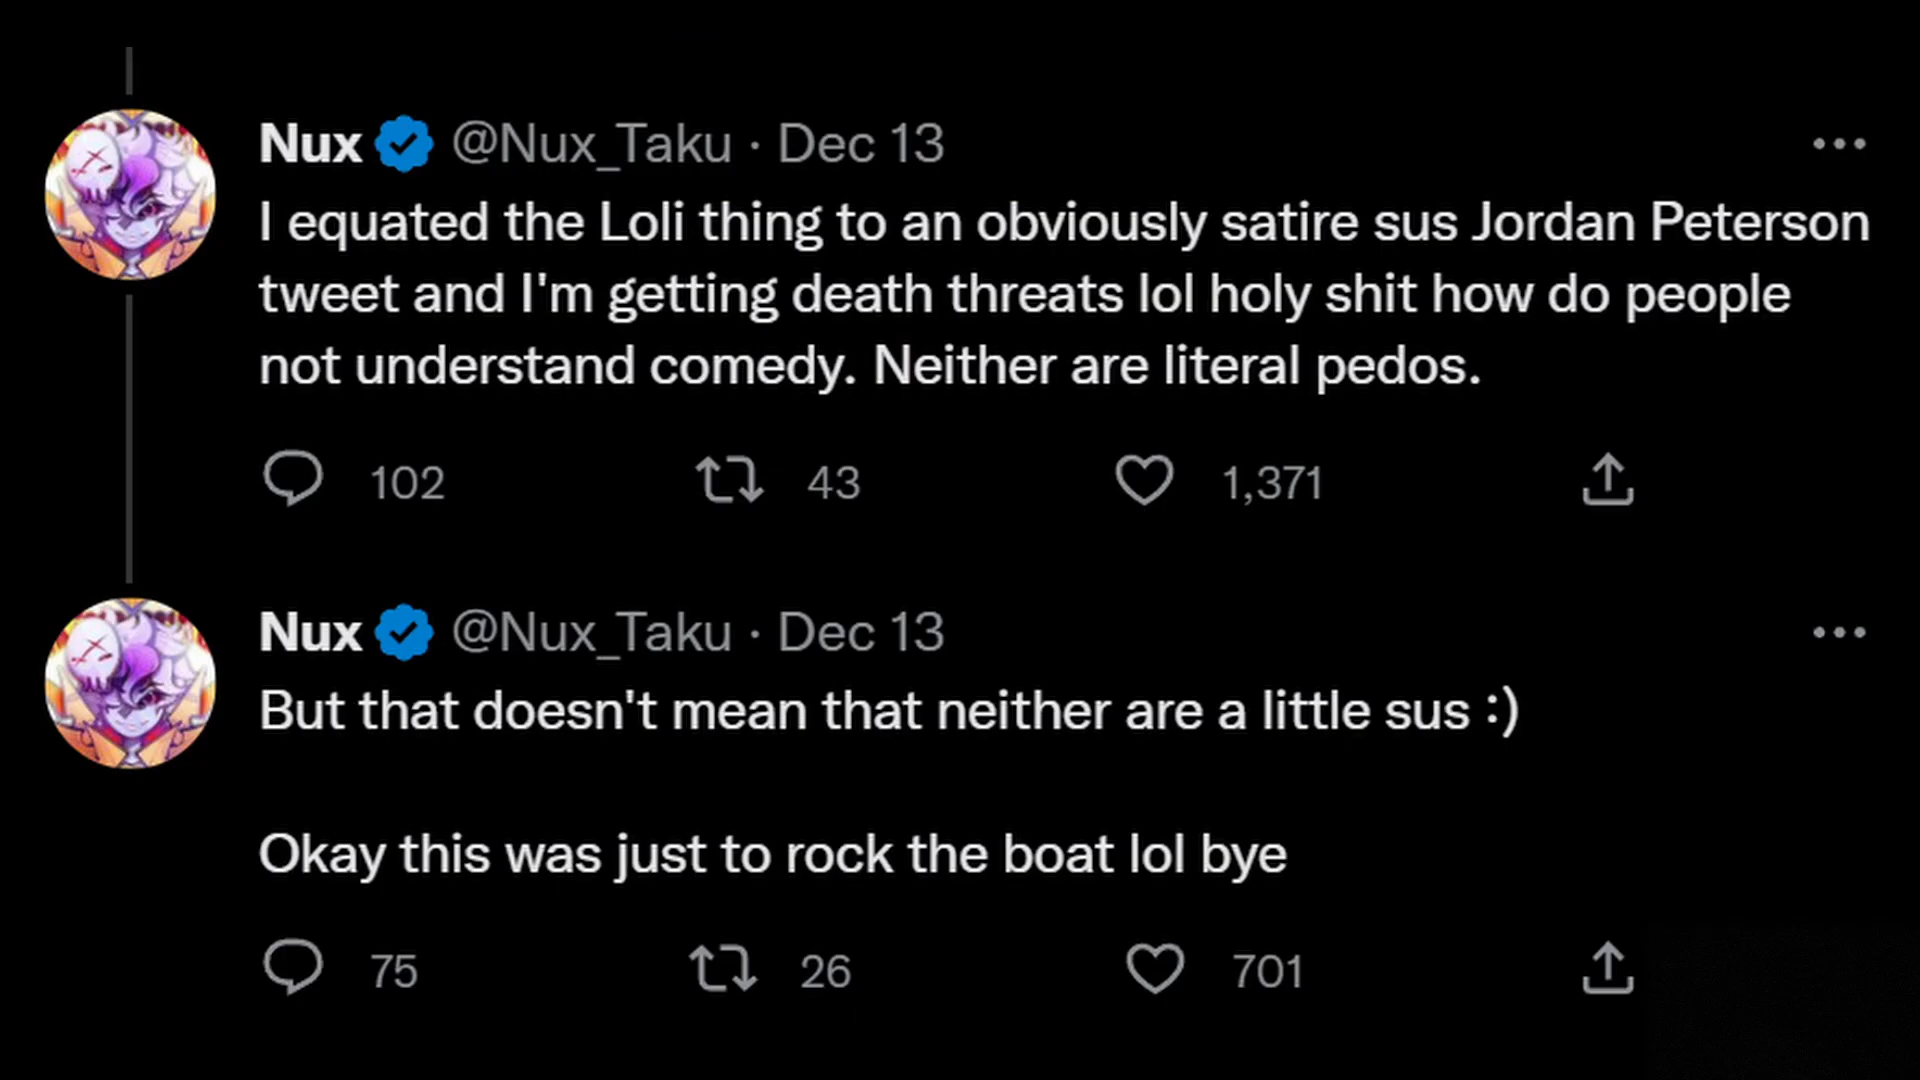 Nux @Nux_Taku · Dec 13
I equated the Loli thing to an obviously satire sus Jordan Peterson
tweet and I'm getting death threats lol holy shit how do people
not understand comedy. Neither are literal pedos.
102 43 1,371
Nux @Nux_Taku · Dec 13
But that doesn't mean that neither are a little sus :)
Okay this was just to rock the boat lol bye
75 26 701